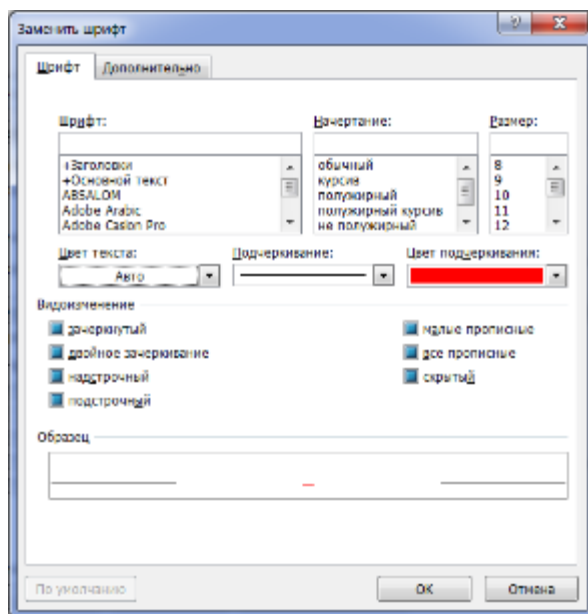 Заменить шрифт
Шрифт Дополнительно
Шрифт: Начертание: Размер:
+Заголовки обычный 8
+Основной текст курсив 9
ABSALOM полужирный 10
Adobe Arabic полужирный курсив 11
Adobe Caslon Pro не полужирный 12
Цвет текста: Подчеркивание: Цвет подчеркивания:
Авто
Видоизменение
зачеркнутый малые прописные
двойное зачеркивание все прописные
надстрочный скрытый
подстрочный
Образец
По умолчанию ОК Отмена